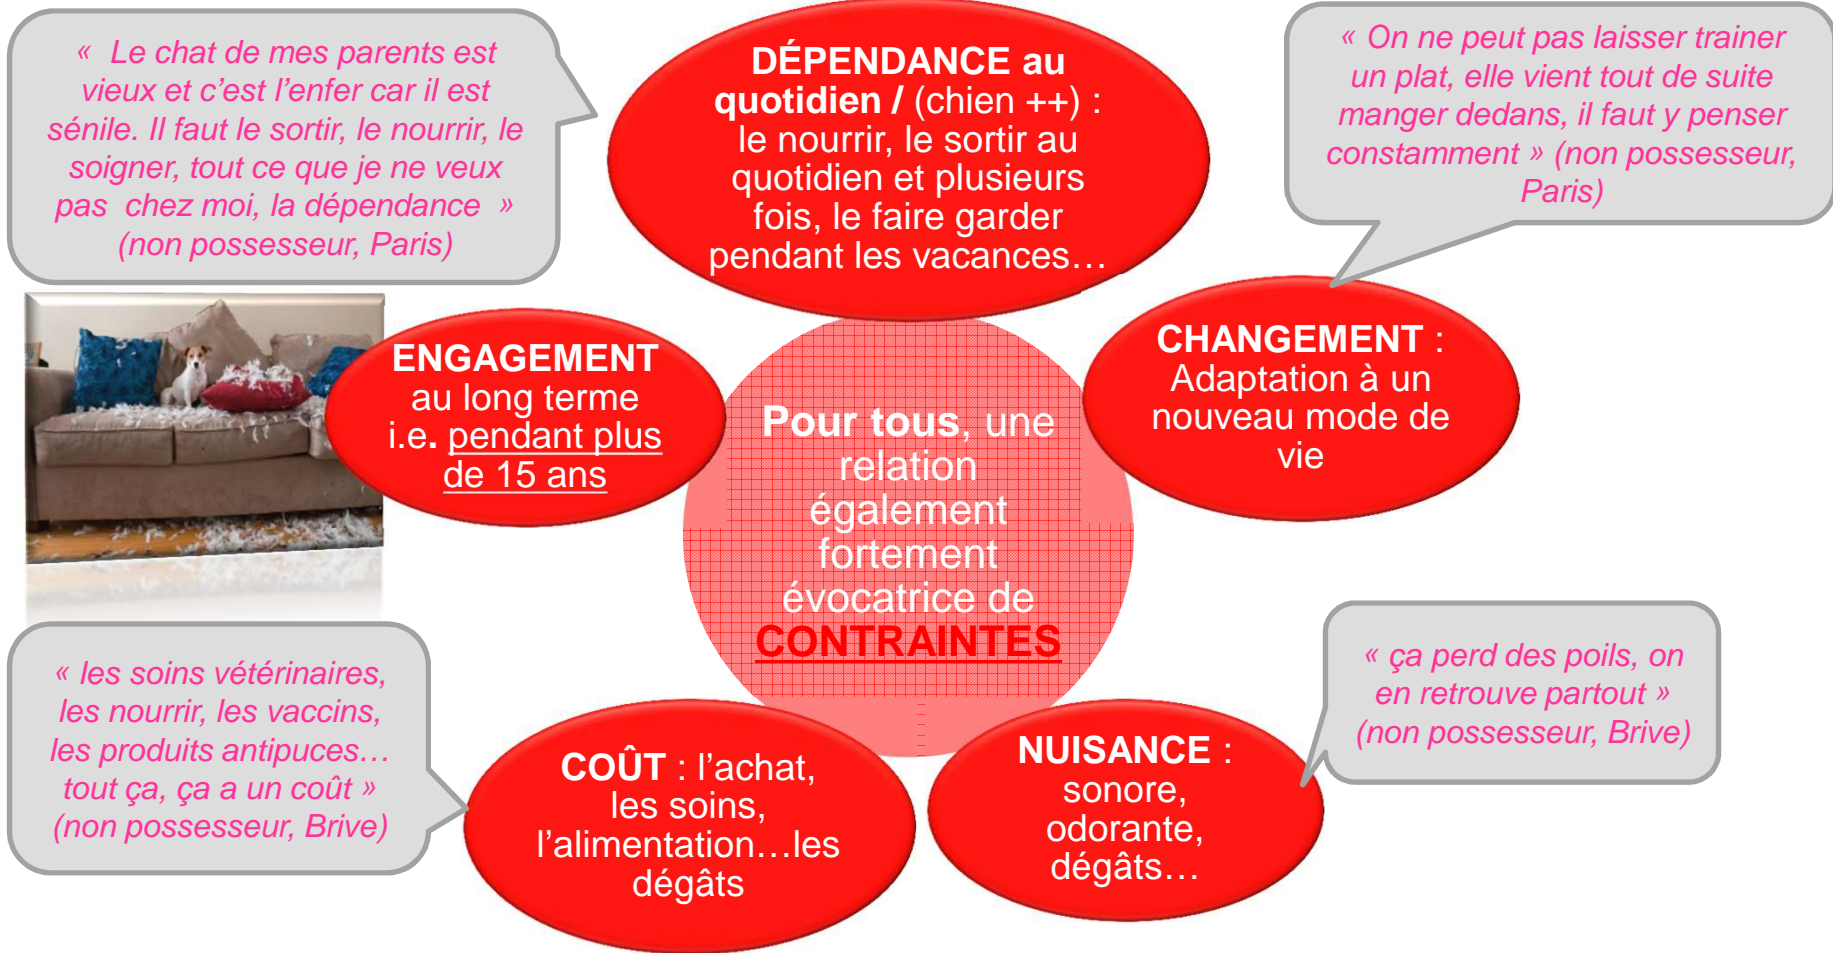 «  Le chat de mes parents est
vieux et c’est l’enfer car il est
sénile. Il faut le sortir, le nourrir, le
soigner, tout ce que je ne veux
pas  chez moi, la dépendance  »
(non possesseur, Paris)
DÉPENDANCE au
quotidien / (chien ++) :
le nourrir, le sortir au
quotidien et plusieurs
fois, le faire garder
pendant les vacances…
« On ne peut pas laisser trainer
un plat, elle vient tout de suite
manger dedans, il faut y penser
constamment » (non possesseur,
Paris)
ENGAGEMENT
au long terme
i.e. pendant plus
de 15 ans
CHANGEMENT :
Adaptation à un
nouveau mode de
vie
Pour tous, une
relation
également
fortement
évocatrice de
CONTRAINTES
« les soins vétérinaires,
les nourrir, les vaccins,
les produits antipuces…
tout ça, ça a un coût »
(non possesseur, Brive)
COÛT : l’achat,
les soins,
l’alimentation…les
dégâts
NUISANCE :
sonore,
odorante,
dégâts…
« ça perd des poils, on
en retrouve partout »
(non possesseur, Brive)